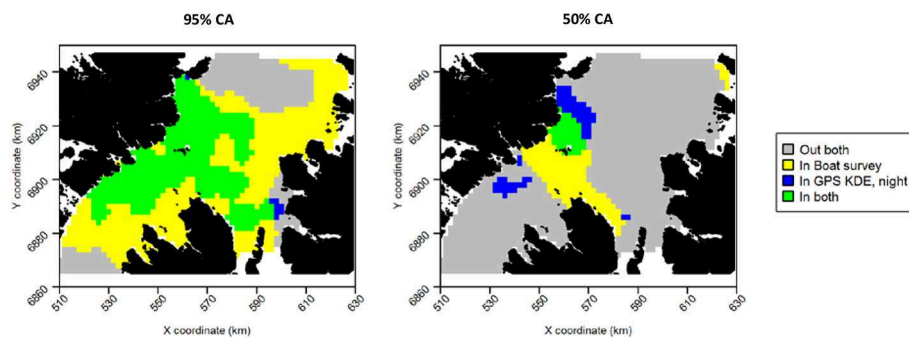 95% CA
50% CA
6940
6920
6900
6880
6860
Y coordinate (km)
510
530
550
570
590
610
630
X coordinate (km)
6940
6920
6900
6880
6860
Y coordinate (km)
510
530
550
570
590
610
630
X coordinate (km)
Out both
In Boat survey
In GPS KDE, night
In both